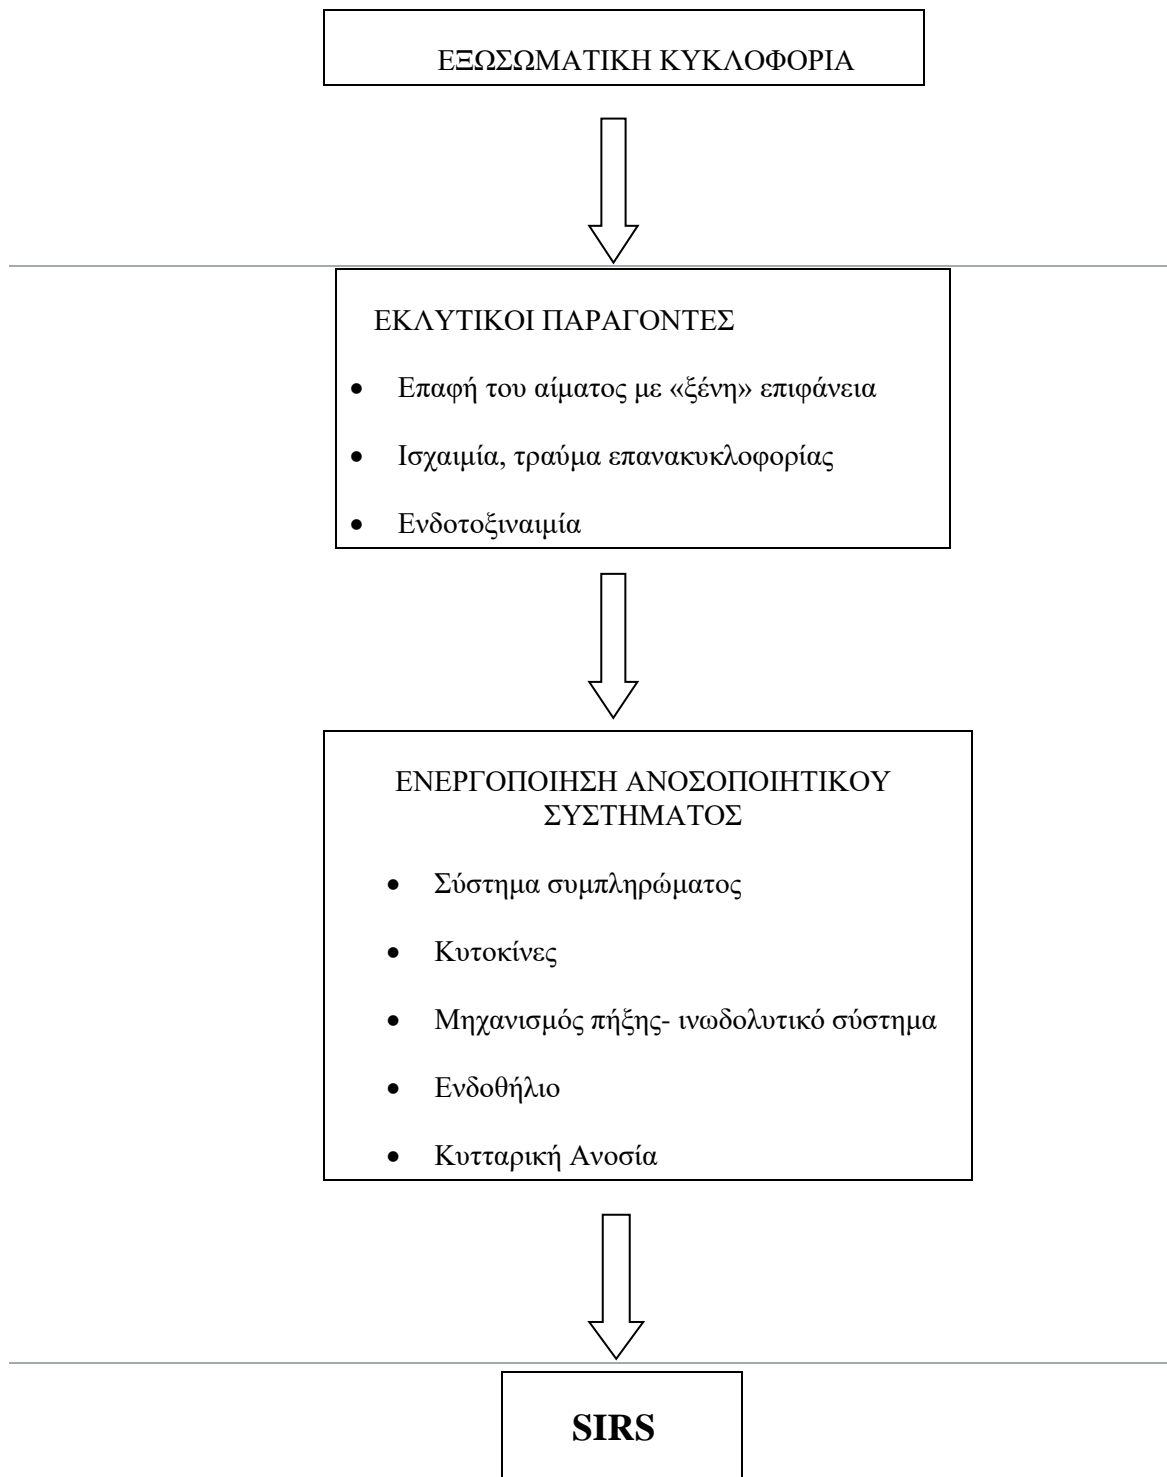 ΕΞΩΣΩΜΑΤΙΚΗ ΚΥΚΛΟΦΟΡΙΑ
ΕΚΛΥΤΙΚΟΙ ΠΑΡΑΓΟΝΤΕΣ
• Επαφή του αίματος με «ξένη» επιφάνεια
• Ισχαιμία, τραύμα επανακυκλοφορίας
• Ενδοτοξιναιμία
ΕΝΕΡΓΟΠΟΙΗΣΗ ΑΝΟΣΟΠΟΙΗΤΙΚΟΥ
ΣΥΣΤΗΜΑΤΟΣ
• Σύστημα συμπληρώματος
• Κυτοκίνες
• Μηχανισμός πήξης- ινωδολυτικό σύστημα
• Ενδοθήλιο
• Κυτταρική Ανοσία
SIRS